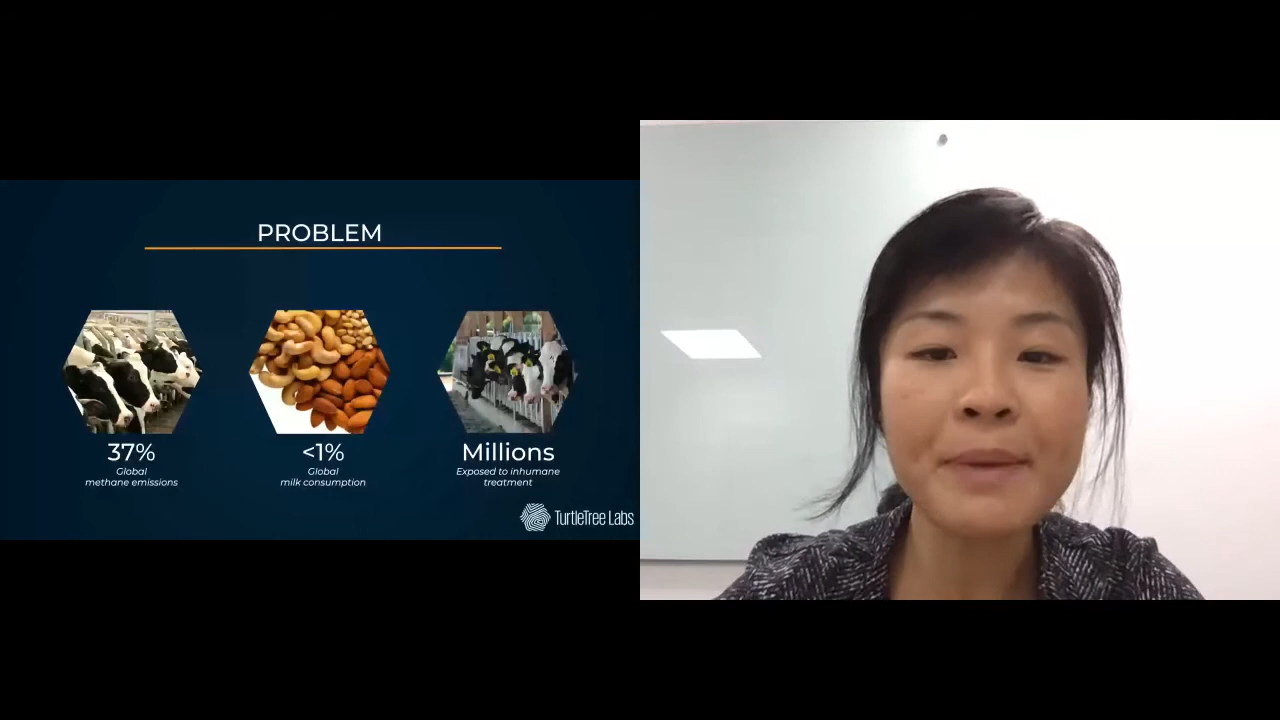 PROBLEM
37%
Global
methane emissions
<1%
Global
milk consumption
Millions
Exposed to inhumane
treatment
TurtleTree Labs